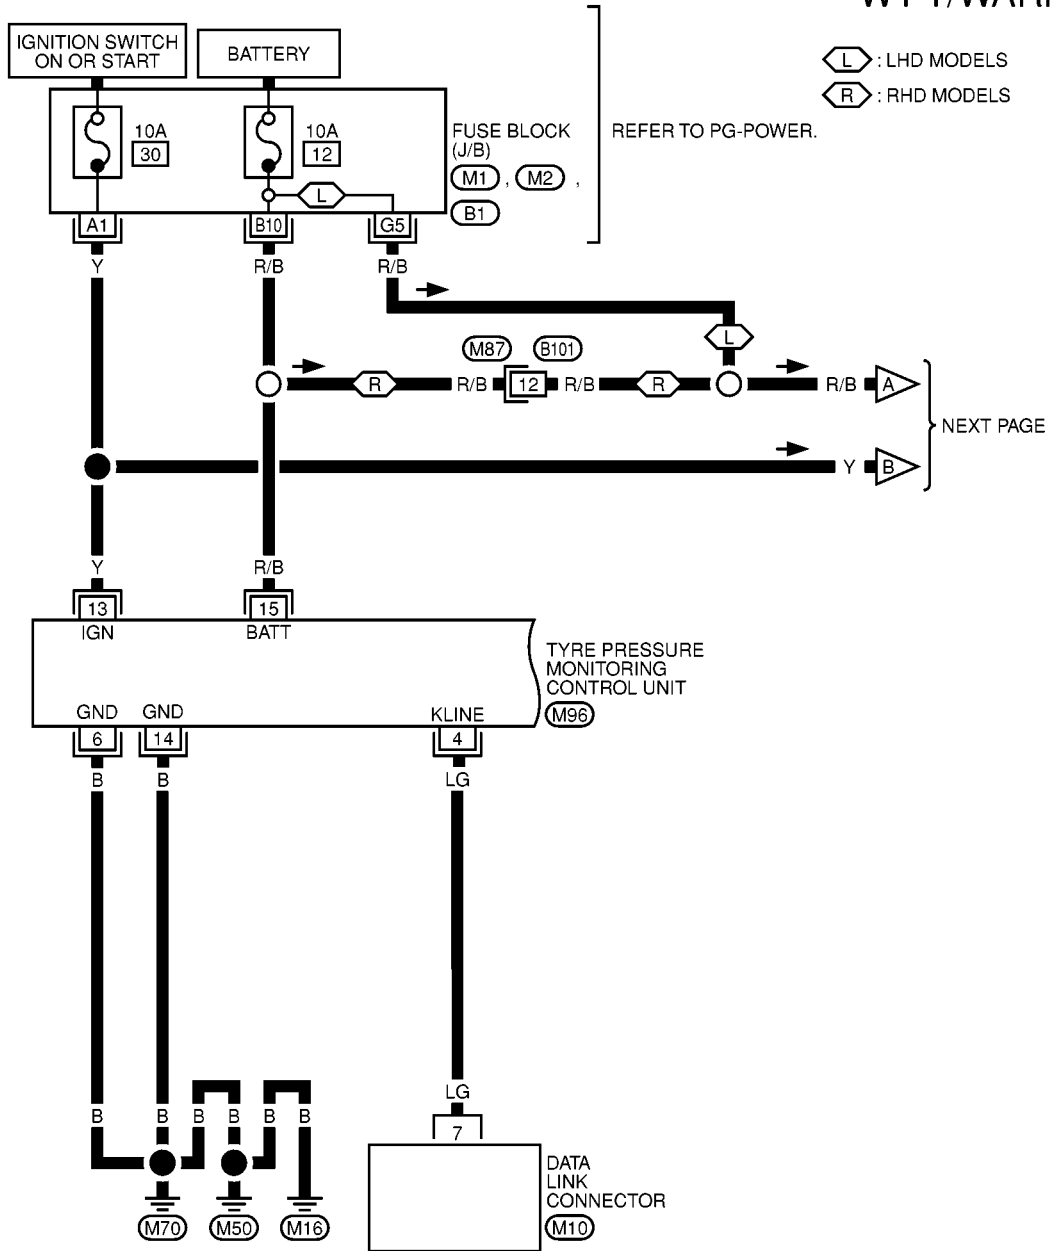 IGNITION SWITCH
ON OR START
BATTERY
L : LHD MODELS
R : RHD MODELS
10A
30
10A
12
L
FUSE BLOCK
(J/B)
M1 , M2 ,
B1
REFER TO PG-POWER.
A1
B10
G5
Y
R/B
R/B
L
M87
B101
R
R/B
12
R/B
R
R/B
A
NEXT PAGE
Y
B
Y
R/B
13
15
IGN
BATT
TYRE PRESSURE
MONITORING
CONTROL UNIT
M96
GND
GND
KLINE
6
14
4
B
B
LG
LG
B
B
B
B
B
B
7
DATA
LINK
CONNECTOR
M10
M70
M50
M16